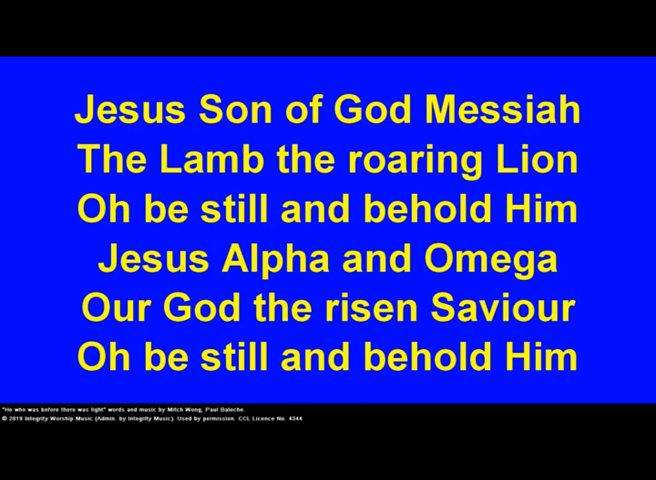 Jesus Son of God Messiah
The Lamb the roaring Lion
Oh be still and behold Him
Jesus Alpha and Omega
Our God the risen Saviour
Oh be still and behold Him
"He who was before there was light" words and music by Mitch Wong, Paul Baloche.
© 2019 Integrity Worship Music (Admin. by Integrity Music). Used by permission. CCL Licence No. 4344